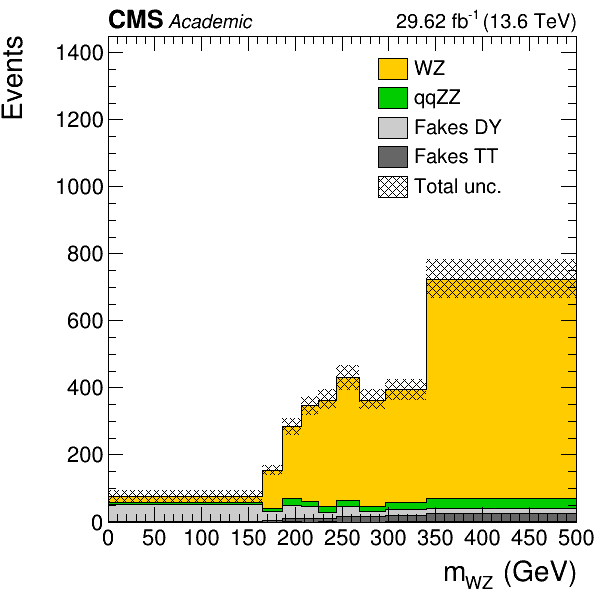 CMS Academic 29.62 fb⁻¹ (13.6 TeV)
Events
1400
1200
1000
800
600
400
200
0
WZ
qqZZ
Fakes DY
Fakes TT
Total unc.
0 50 100 150 200 250 300 350 400 450 500
m_WZ (GeV)